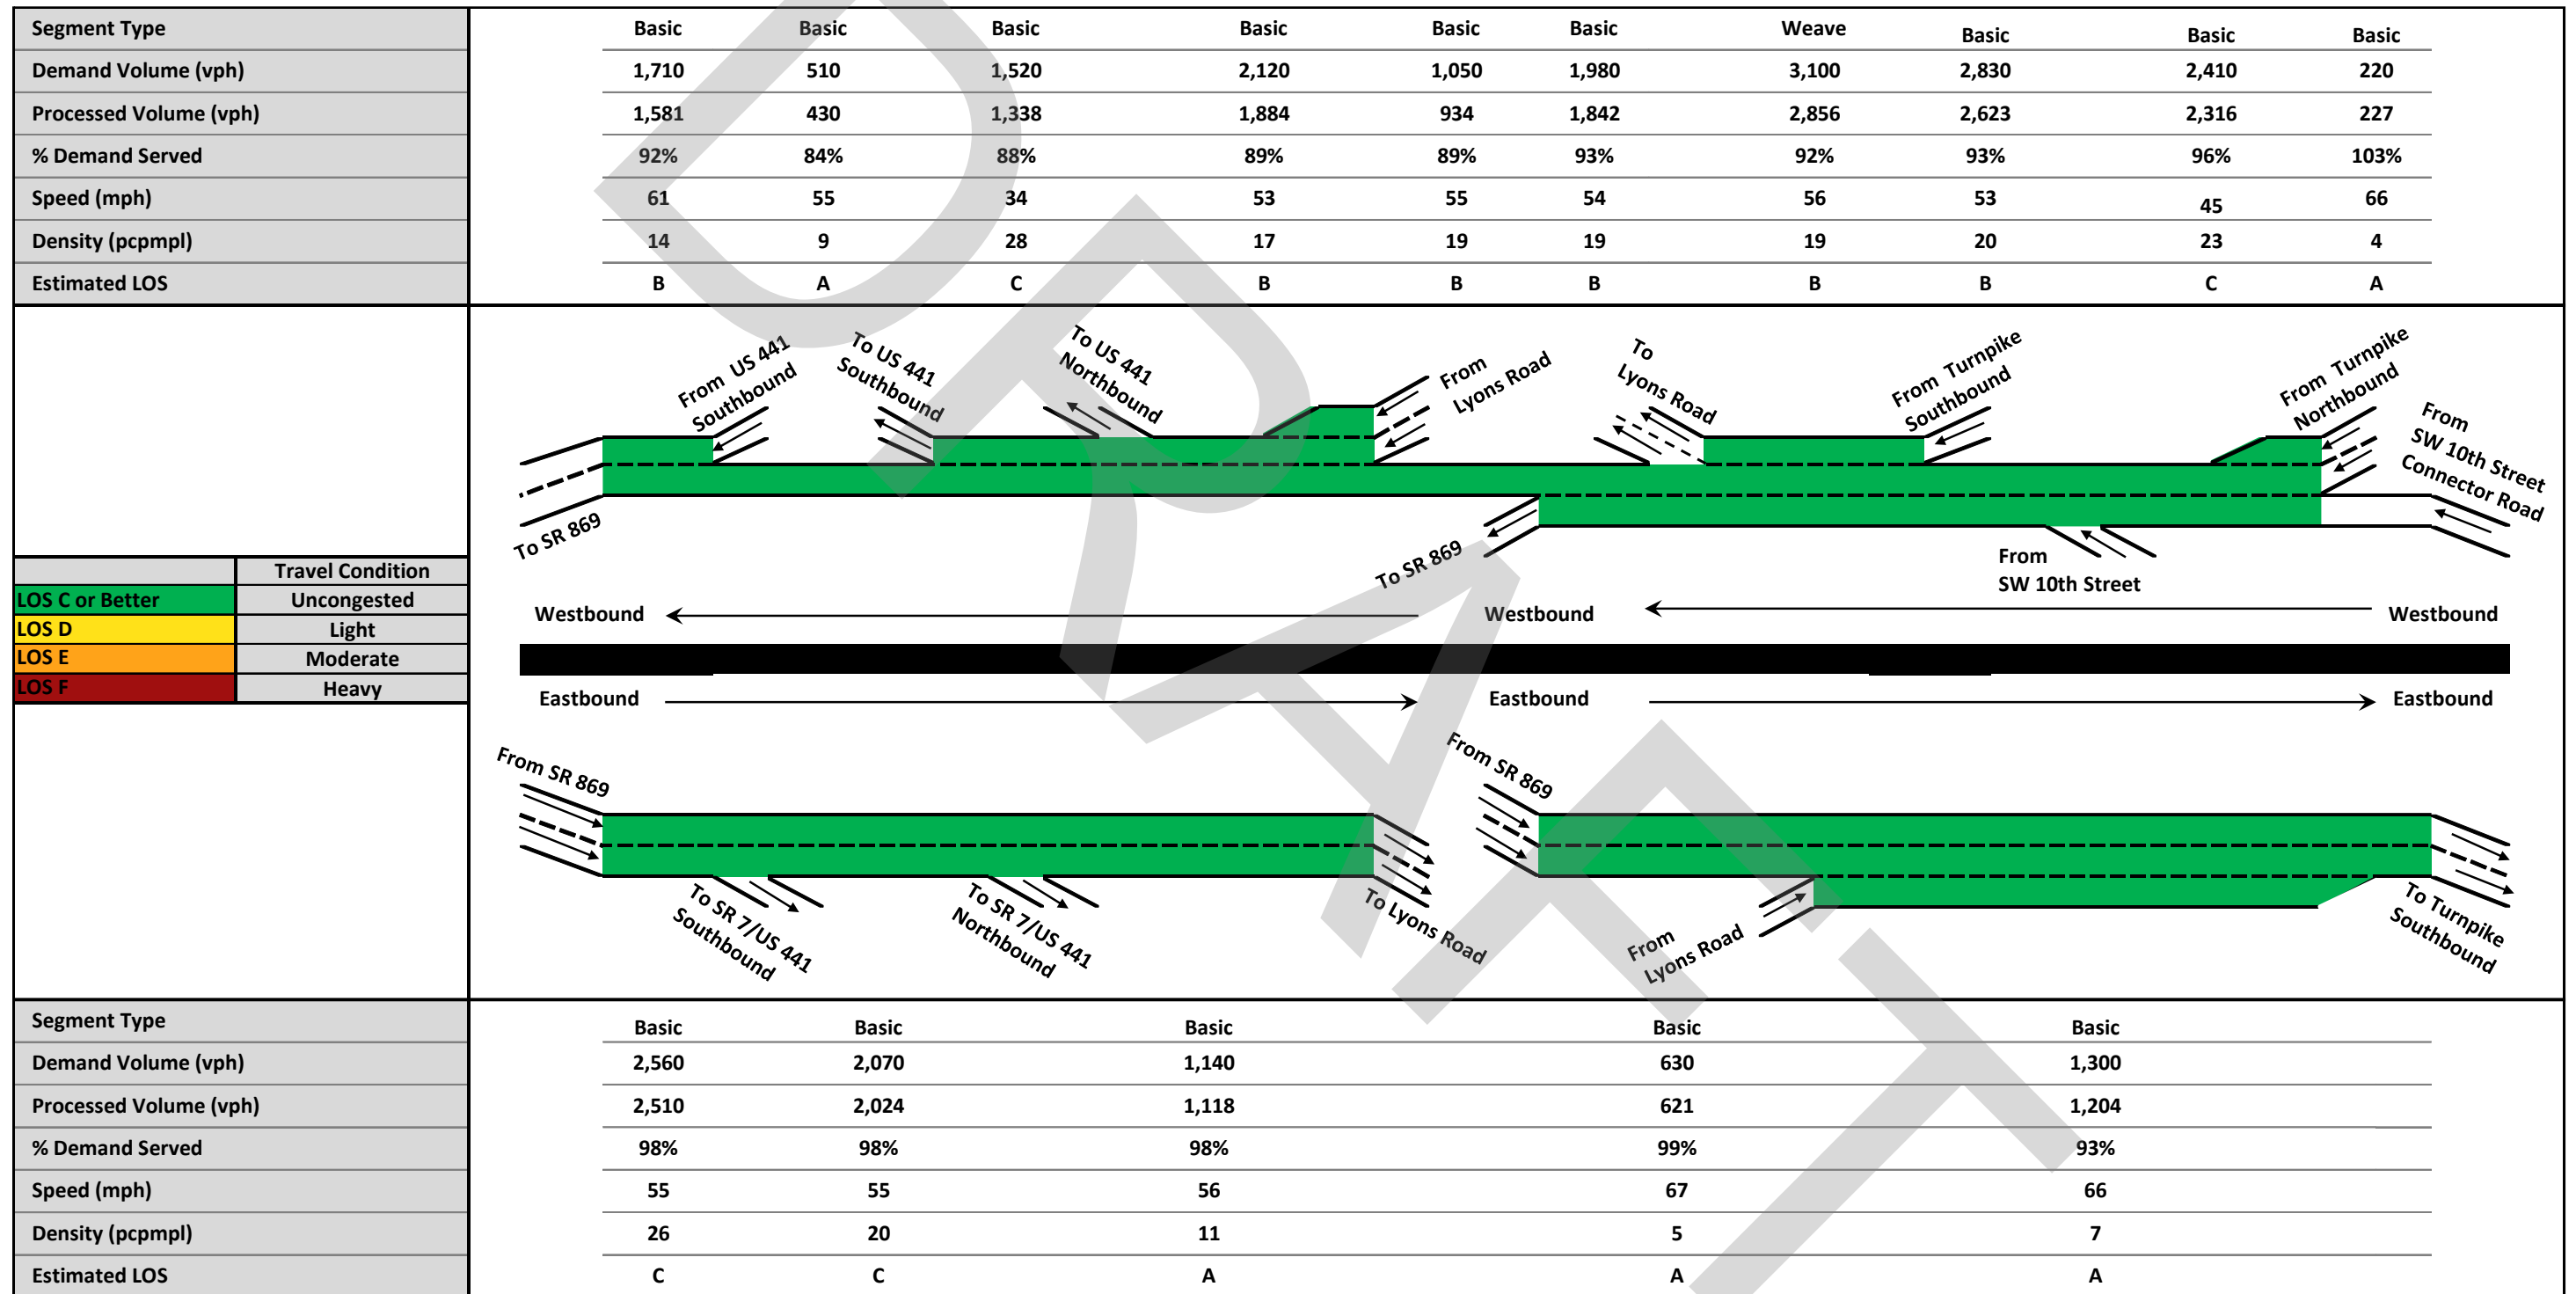 Segment Type Basic Basic Basic Basic Basic Basic Weave Basic Basic Basic
Demand Volume (vph) 1,710 510 1,520 2,120 1,050 1,980 3,100 2,830 2,410 220
Processed Volume (vph) 1,581 430 1,338 1,884 934 1,842 2,856 2,623 2,316 227
% Demand Served 92% 84% 88% 89% 89% 93% 92% 93% 96% 103%
Speed (mph) 61 55 34 53 55 54 56 53 45 66
Density (pcpmpl) 14 9 28 17 19 19 19 20 23 4
Estimated LOS B A C B B B B B C A
From US 441
Southbound
To US 441
Southbound
To US 441
Northbound
From
Lyons Road
To
Lyons Road
From Turnpike
Southbound
From Turnpike
Northbound
From
SW 10th Street
Connector Road
To SR 869
To SR 869
From
SW 10th Street
Travel Condition
LOS C or Better Uncongested
LOS D Light
LOS E Moderate
LOS F Heavy
Westbound Westbound Westbound
Eastbound Eastbound Eastbound
From SR 869
From SR 869
To SR 7/US 441
Southbound
To SR 7/US 441
Northbound
To Lyons Road
From
Lyons Road
To Turnpike
Southbound
Segment Type Basic Basic Basic Basic Basic
Demand Volume (vph) 2,560 2,070 1,140 630 1,300
Processed Volume (vph) 2,510 2,024 1,118 621 1,204
% Demand Served 98% 98% 98% 99% 93%
Speed (mph) 55 55 56 67 66
Density (pcpmpl) 26 20 11 5 7
Estimated LOS C C A A A
DRAFT